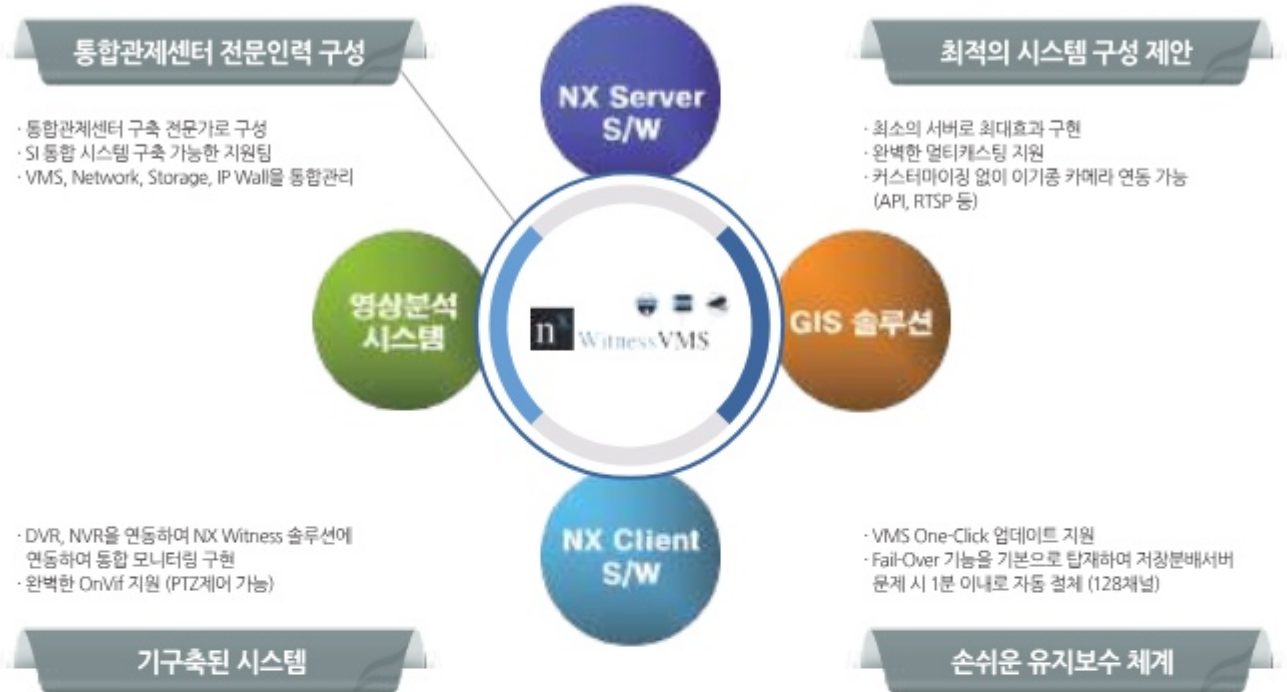 통합관제센터 전문인력 구성
· 통합관제센터 구축 전문가로 구성
· SI 통합 시스템 구축 가능한 지원팀
· VMS, Network, Storage, IP Wall을 통합관리
최적의 시스템 구성 제안
· 최소의 서버로 최대효과 구현
· 완벽한 멀티캐스팅 지원
· 커스터마이징 없이 이기종 카메라 연동 가능
(API, RTSP 등)
NX Server
S/W
영상분석
시스템
n^x WitnessVMS
GIS 솔루션
NX Client
S/W
· DVR, NVR을 연동하여 NX Witness 솔루션에
연동하여 통합 모니터링 구현
· 완벽한 OnVif 지원 (PTZ제어 가능)
기구축된 시스템
· VMS One-Click 업데이트 지원
· Fail-Over 기능을 기본으로 탑재하여 저장분배서버
문제 시 1분 이내로 자동 절체 (128채널)
손쉬운 유지보수 체계